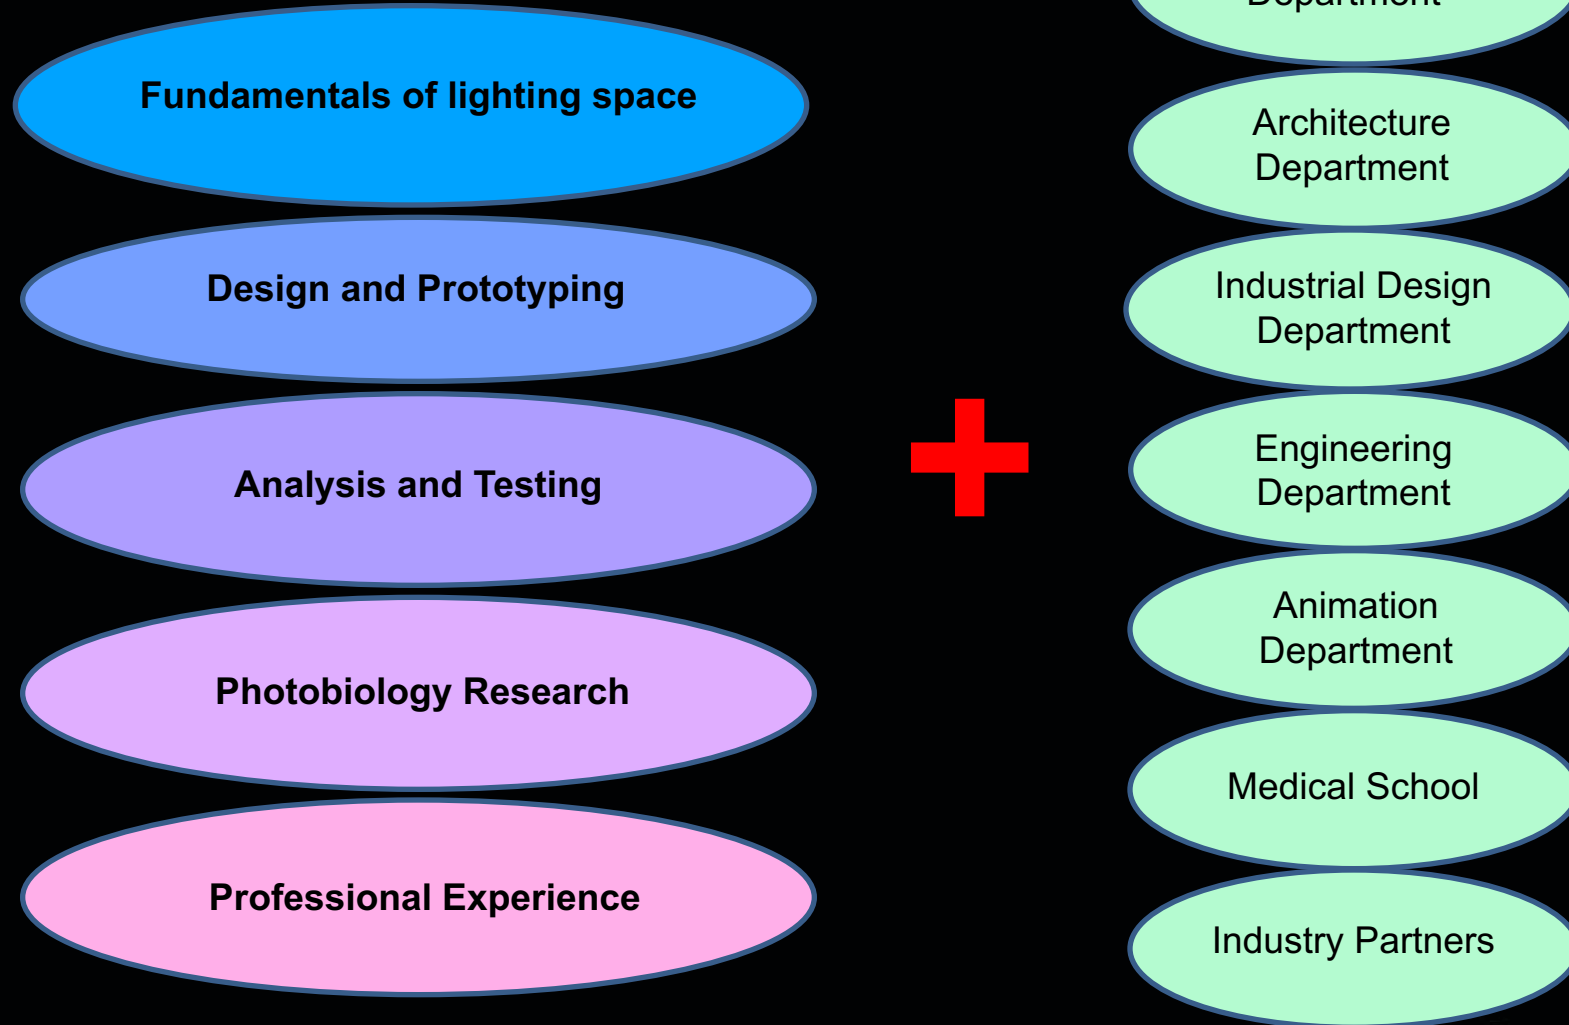 Fundamentals of lighting space
Design and Prototyping
Analysis and Testing
Photobiology Research
Professional Experience
Department
Architecture
Department
Industrial Design
Department
Engineering
Department
Animation
Department
Medical School
Industry Partners